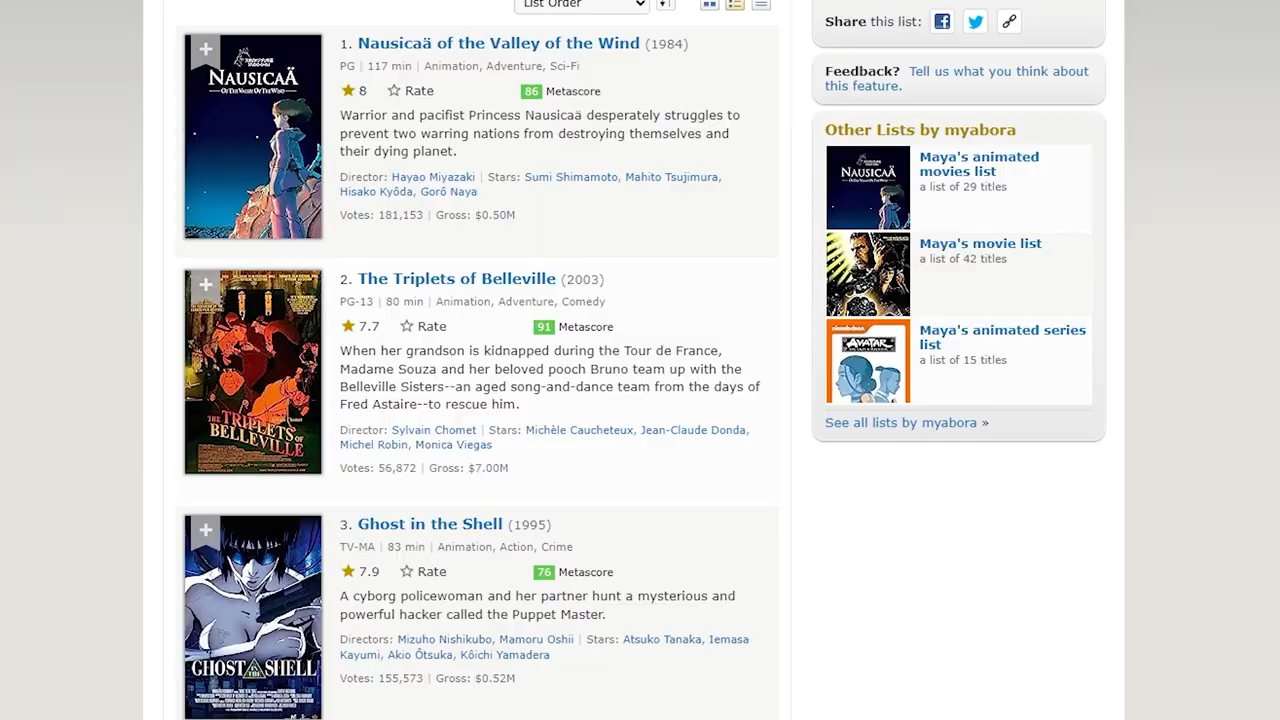 List Order
1. Nausicaä of the Valley of the Wind (1984)
PG | 117 min | Animation, Adventure, Sci-Fi
8 Rate 86 Metascore
Warrior and pacifist Princess Nausicaä desperately struggles to
prevent two warring nations from destroying themselves and
their dying planet.
Director: Hayao Miyazaki | Stars: Sumi Shimamoto, Mahito Tsujimura,
Hisako Kyôda, Gorô Naya
Votes: 181,153 | Gross: $0.50M
NAUSICAÄ
OF THE VALLEY OF THE WIND
2. The Triplets of Belleville (2003)
PG-13 | 80 min | Animation, Adventure, Comedy
7.7 Rate 91 Metascore
When her grandson is kidnapped during the Tour de France,
Madame Souza and her beloved pooch Bruno team up with the
Belleville Sisters--an aged song-and-dance team from the days of
Fred Astaire--to rescue him.
Director: Sylvain Chomet | Stars: Michèle Caucheteux, Jean-Claude Donda,
Michel Robin, Monica Viegas
Votes: 56,872 | Gross: $7.00M
THE TRIPLETS OF
BELLEVILLE
3. Ghost in the Shell (1995)
TV-MA | 83 min | Animation, Action, Crime
7.9 Rate 76 Metascore
A cyborg policewoman and her partner hunt a mysterious and
powerful hacker called the Puppet Master.
Directors: Mizuho Nishikubo, Mamoru Oshii | Stars: Atsuko Tanaka, Iemasa
Kayumi, Akio Ôtsuka, Kôichi Yamadera
Votes: 155,573 | Gross: $0.52M
GHOST IN THE SHELL
Share this list:
Feedback? Tell us what you think about
this feature.
Other Lists by myabora
NAUSICAÄ
Maya's animated
movies list
a list of 29 titles
Maya's movie list
a list of 42 titles
nickelodeon
AVATAR
Maya's animated series
list
a list of 15 titles
See all lists by myabora »